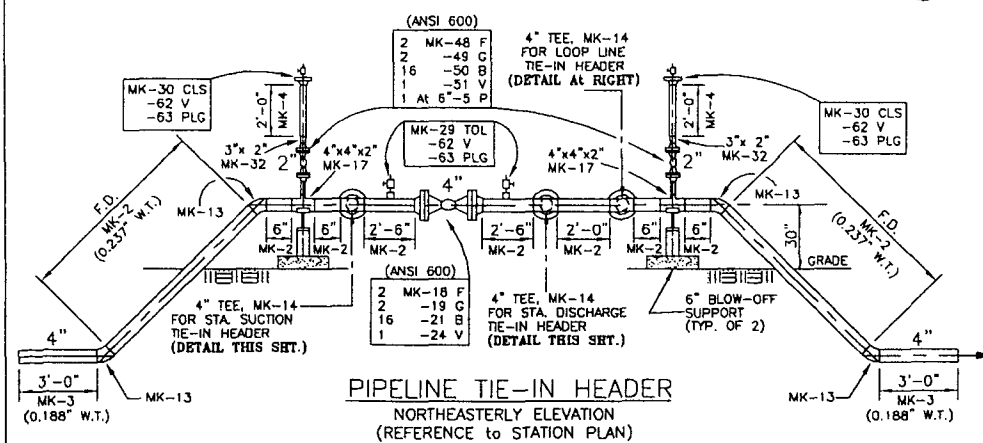 (ANSI 600)
2 MK-48 F
2 -49 G
16 -50 B
1 -51 V
1 At 6"-5 P
4" TEE, MK-14
FOR LOOP LINE
TIE-IN HEADER
(DETAIL At RIGHT)
MK-30 CLS
-62 V
-63 PLG
2'-0"
MK-4
3"x 2"
MK-32
2"
4"x4"x2"
MK-17
MK-29 TOL
-62 V
-63 PLG
4"x4"x2"
MK-17
2"
3"x 2"
MK-32
2'-0"
MK-4
MK-30 CLS
-62 V
-63 PLG
F.D.
MK-2
(0.237" W.T.)
MK-13
4"
MK-13
F.D.
MK-2
(0.237" W.T.)
6"
MK-2
6"
MK-2
2'-6"
MK-2
2'-6"
MK-2
2'-0"
MK-2
6"
MK-2
6"
MK-2
30"
GRADE
4" TEE, MK-14
FOR STA. SUCTION
TIE-IN HEADER
(DETAIL THIS SHT.)
(ANSI 600)
2 MK-18 F
2 -19 G
16 -21 B
1 -24 V
4" TEE, MK-14
FOR STA. DISCHARGE
TIE-IN HEADER
(DETAIL THIS SHT.)
6" BLOW-OFF
SUPPORT
(TYP. OF 2)
4"
3'-0"
MK-3
(0.188" W.T.)
MK-13
MK-13
4"
3'-0"
MK-3
(0.188" W.T.)
PIPELINE TIE-IN HEADER
NORTHEASTERLY ELEVATION
(REFERENCE to STATION PLAN)